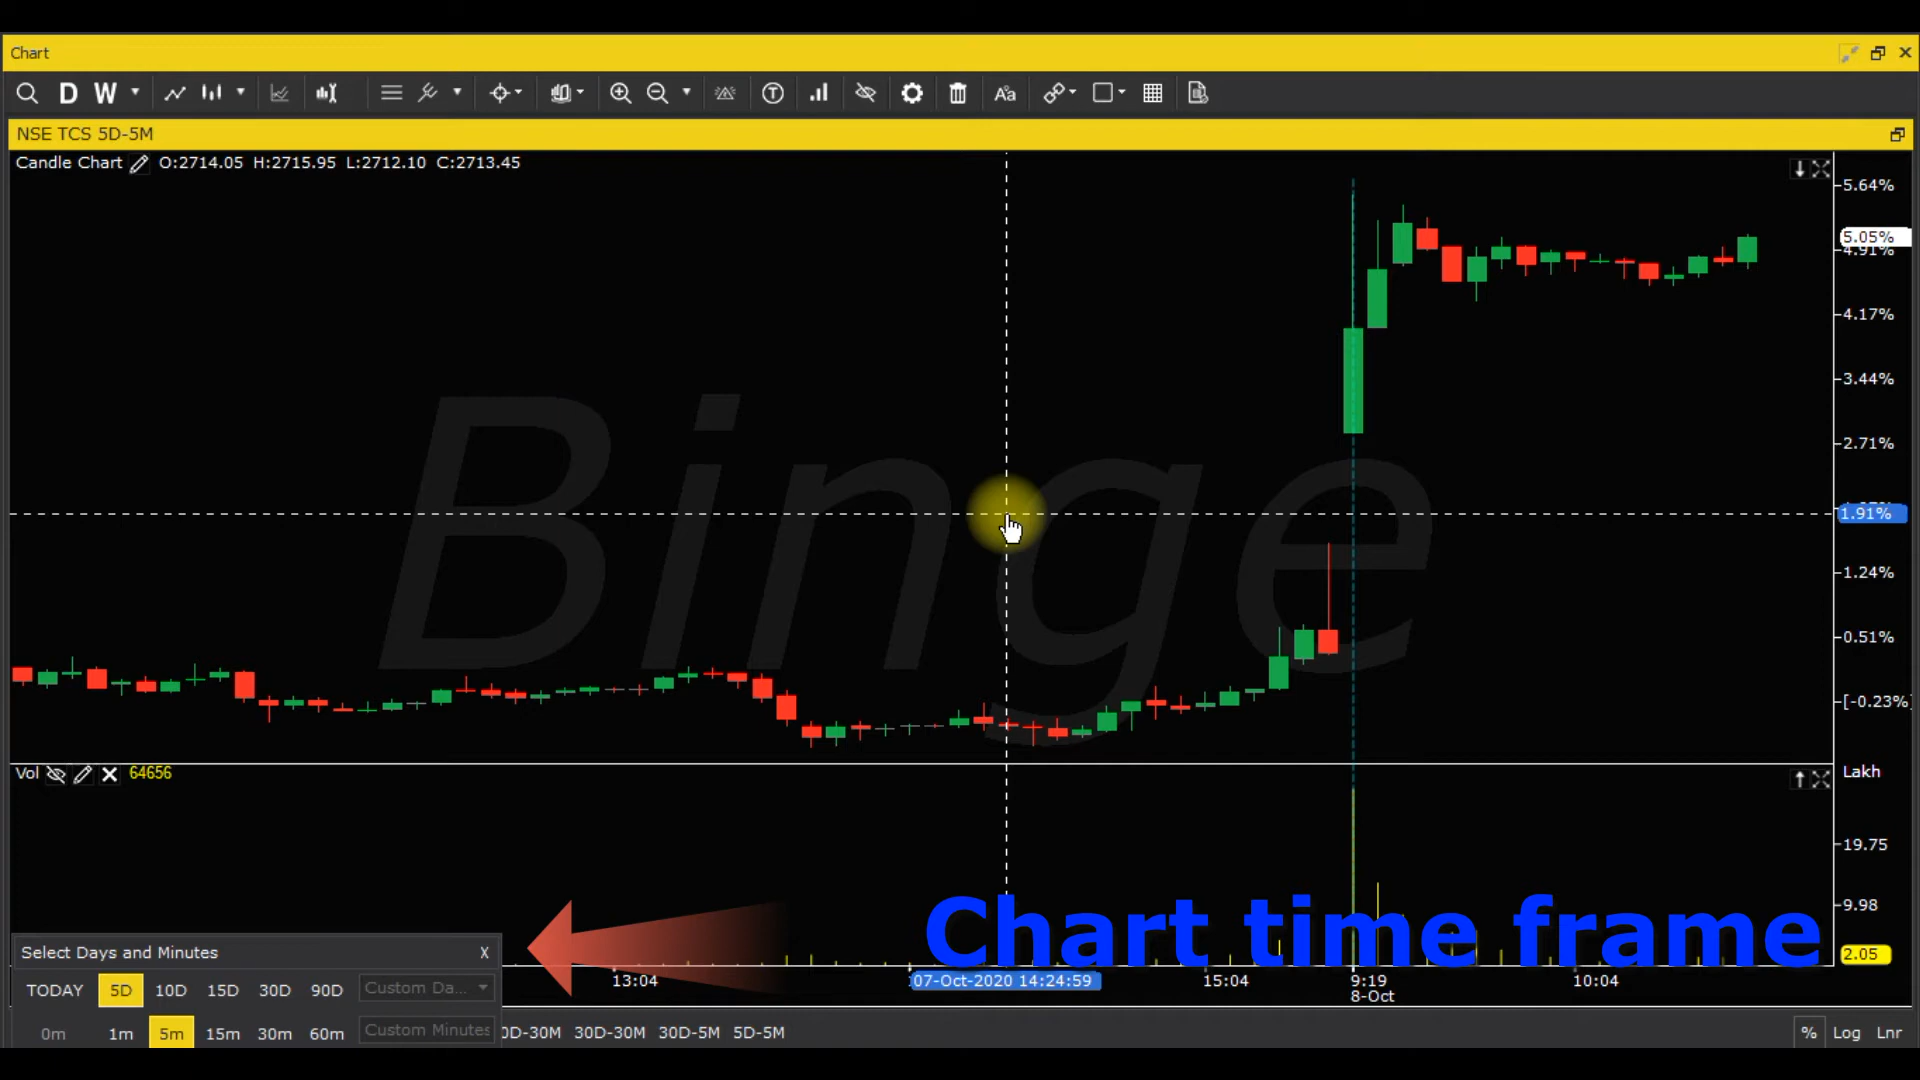 Chart
D W
NSE TCS 5D-5M
Candle Chart O:2714.05 H:2715.95 L:2712.10 C:2713.45
5.64%
5.05%
4.91%
4.17%
3.44%
2.71%
1.91%
1.24%
0.51%
[-0.23%]
Binge
Vol 64656
Lakh
19.75
9.98
2.05
Chart time frame
Select Days and Minutes X
TODAY 5D 10D 15D 30D 90D Custom Da...
0m 1m 5m 15m 30m 60m Custom Minutes
13:04 07-Oct-2020 14:24:59 15:04 9:19 10:04
8-Oct
0D-30M 30D-30M 30D-5M 5D-5M
% Log Lnr